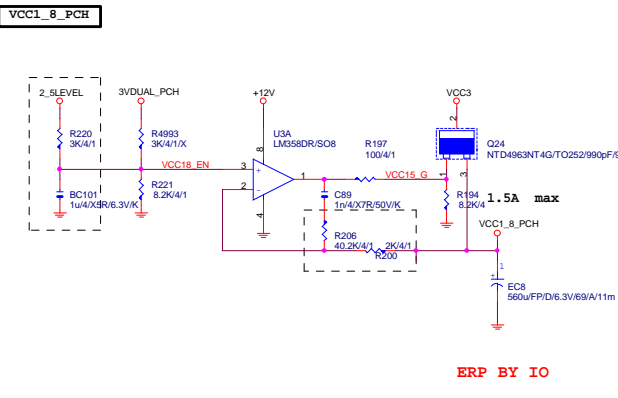 VCC1_8_PCH
2_5LEVEL
3VDUAL_PCH
+12V
VCC3
R220
3K/4/1
R4993
3K/4/1/X
U3A
LM358DR/SO8
R197
100/4/1
Q24
NTD4963NT4G/TO252/990pF/9
2
8
VCC18_EN
3
+
1
VCC15_G
1
3
2
−
BC101
1u/4/X5R/6.3V/K
R221
8.2K/4/1
C89
1n/4/X7R/50V/K
R194
8.2K/4
1.5A max
4
VCC1_8_PCH
R206
40.2K/4/1
2K/4/1
R200
1
+
EC8
560u/FP/D/6.3V/69/A/11m
ERP BY IO